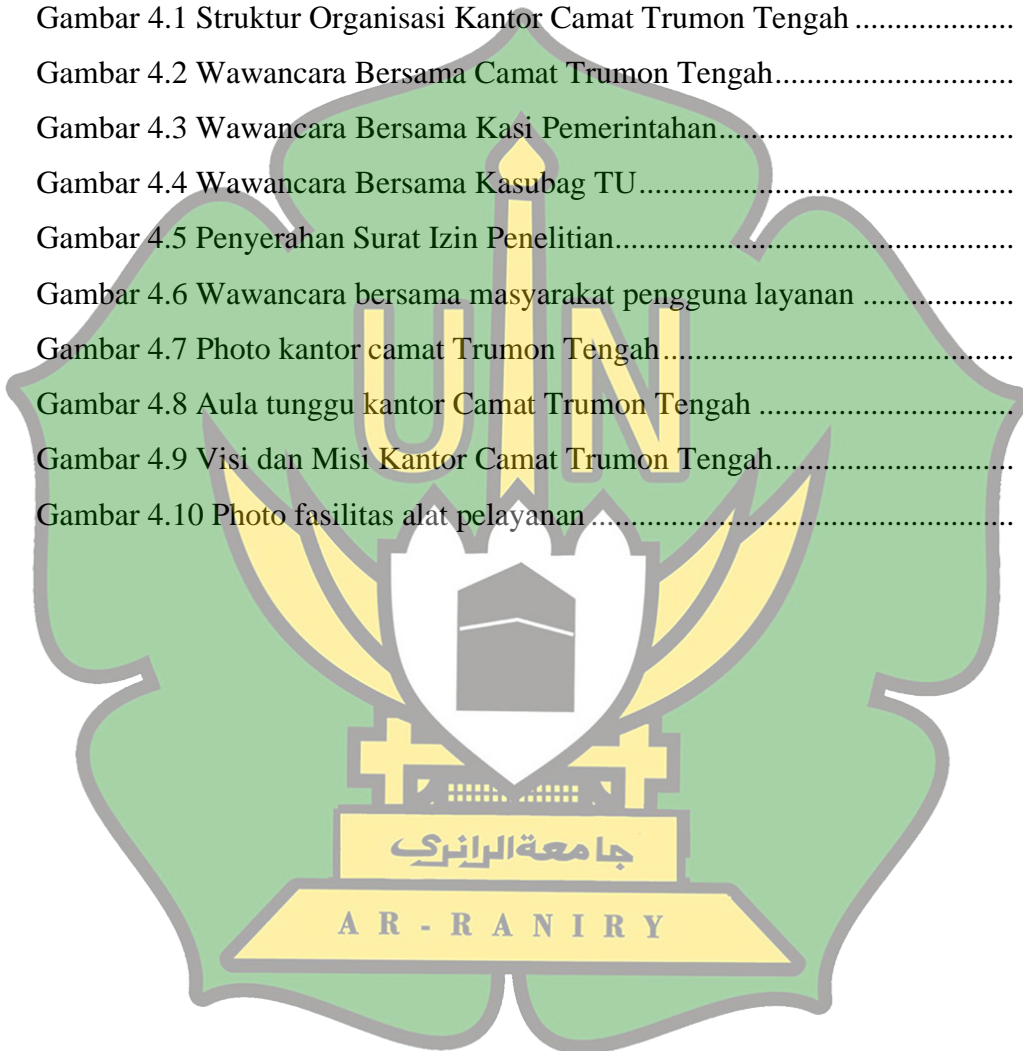 Gambar 4.1 Struktur Organisasi Kantor Camat Trumon Tengah ....................
Gambar 4.2 Wawancara Bersama Camat Trumon Tengah..............................
Gambar 4.3 Wawancara Bersama Kasi Pemerintahan.....................................
Gambar 4.4 Wawancara Bersama Kasubag TU...............................................
Gambar 4.5 Penyerahan Surat Izin Penelitian..................................................
Gambar 4.6 Wawancara bersama masyarakat pengguna layanan ...................
Gambar 4.7 Photo kantor camat Trumon Tengah............................................
Gambar 4.8 Aula tunggu kantor Camat Trumon Tengah ................................
Gambar 4.9 Visi dan Misi Kantor Camat Trumon Tengah..............................
Gambar 4.10 Photo fasilitas alat pelayanan .....................................................
UIN
جامعةالرانري
AR-RANIRY